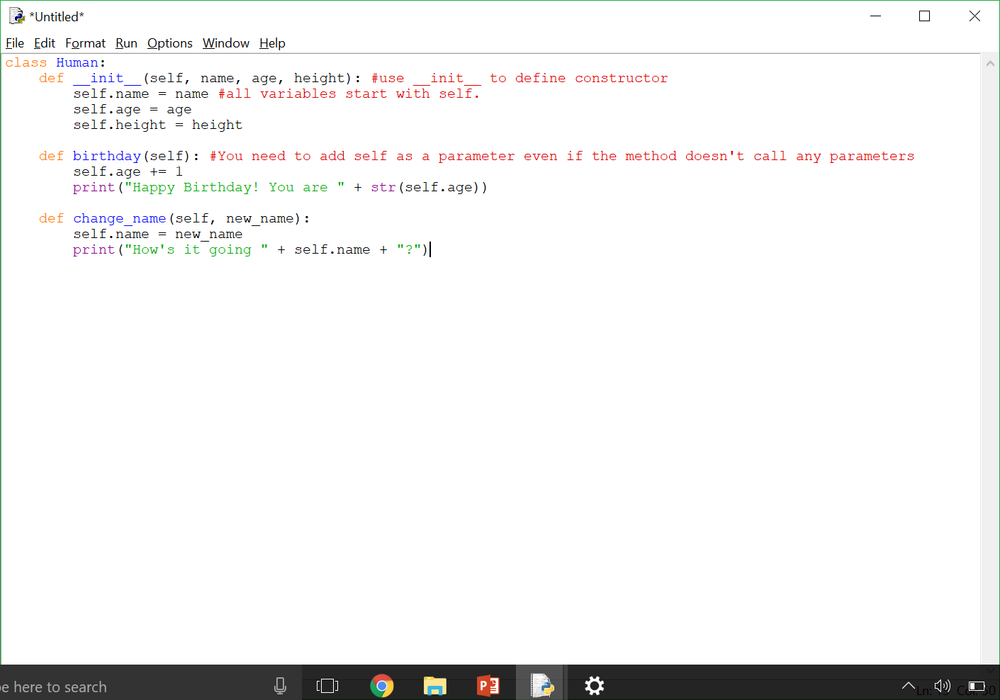 *Untitled*
File Edit Format Run Options Window Help
class Human:
    def __init__(self, name, age, height): #use __init__ to define constructor
        self.name = name #all variables start with self.
        self.age = age
        self.height = height
    def birthday(self): #You need to add self as a parameter even if the method doesn't call any parameters
        self.age += 1
        print("Happy Birthday! You are " + str(self.age))
    def change_name(self, new_name):
        self.name = new_name
        print("How's it going " + self.name + "?")
e here to search
Ln: Col: 50